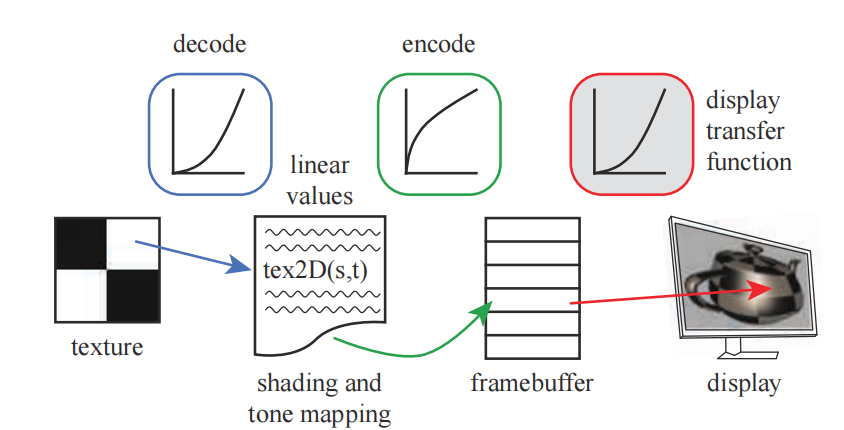 decode
encode
display
transfer
function
linear
values
tex2D(s,t)
texture
shading and
tone mapping
framebuffer
display